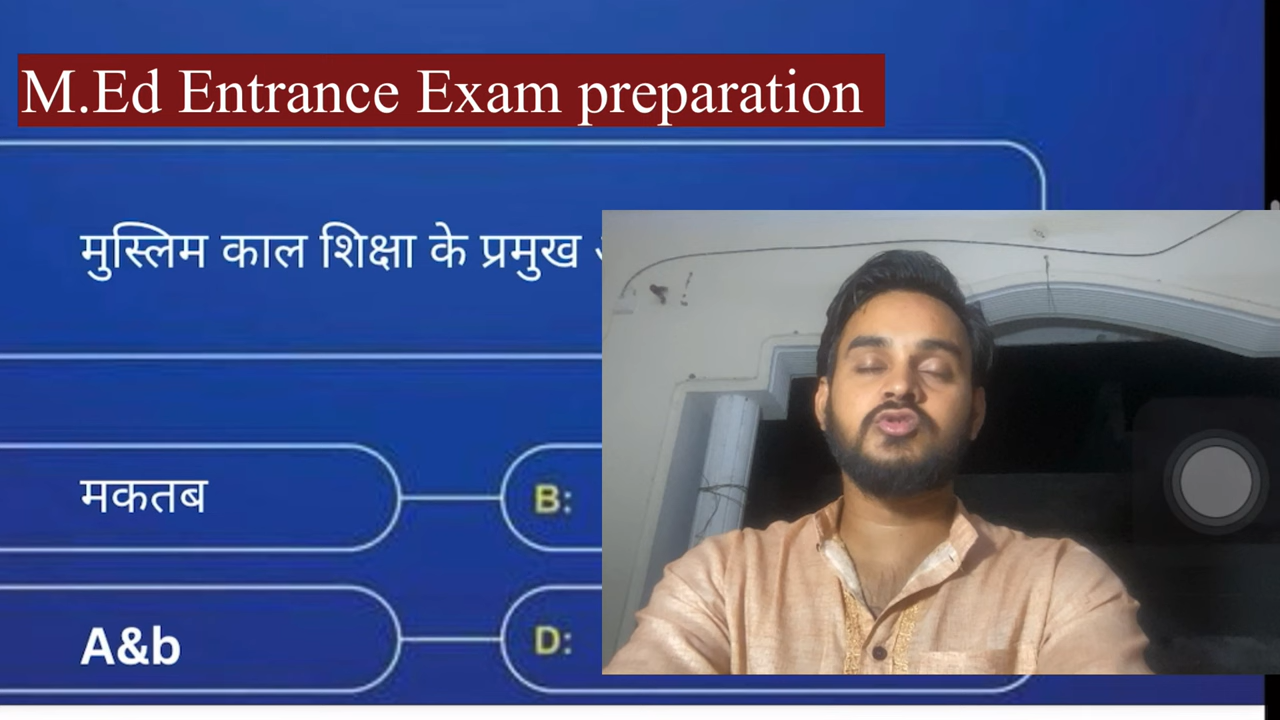 M.Ed Entrance Exam preparation
मुस्लिम काल शिक्षा के प्रमुख
मकतब
B:
A&b
D: